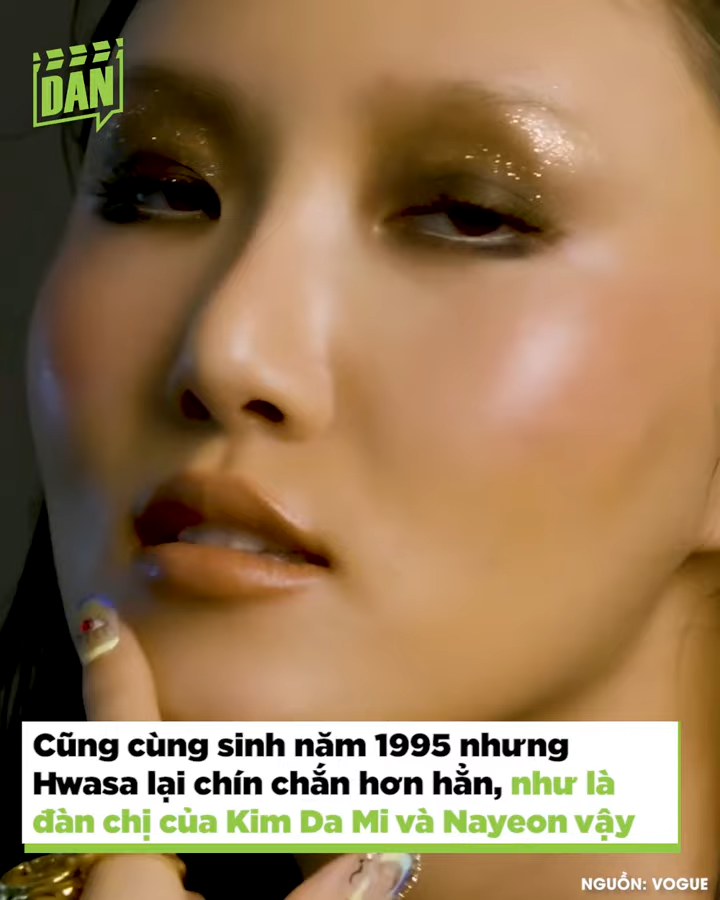 DAN
Cũng cùng sinh năm 1995 nhưng
Hwasa lại chín chắn hơn hẳn, như là
đàn chị của Kim Da Mi và Nayeon vậy
NGUỒN: VOGUE